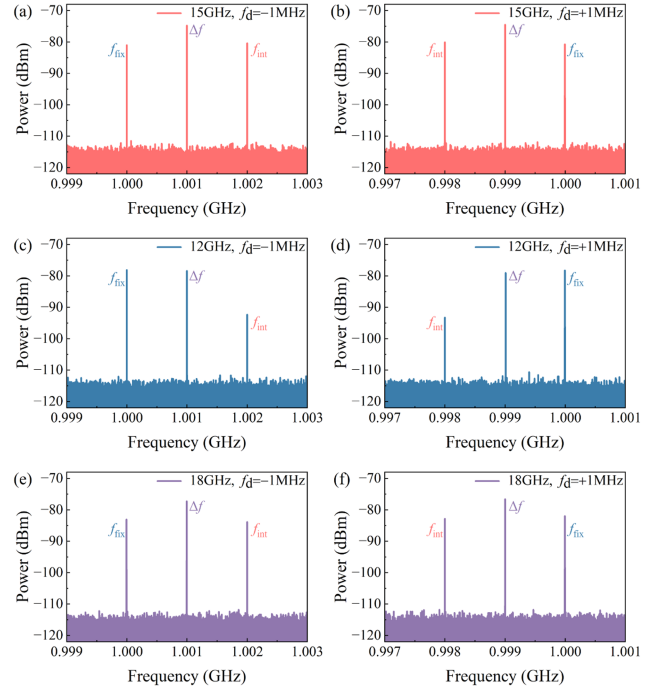 (a)
15GHz, fd=−1MHz
Power (dBm)
−70
−80
−90
−100
−110
−120
ffix
Δf
fint
0.999 1.000 1.001 1.002 1.003
Frequency (GHz)
(b)
15GHz, fd=+1MHz
Power (dBm)
−70
−80
−90
−100
−110
−120
fint
Δf
ffix
0.997 0.998 0.999 1.000 1.001
Frequency (GHz)
(c)
12GHz, fd=−1MHz
Power (dBm)
−70
−80
−90
−100
−110
−120
ffix
Δf
fint
0.999 1.000 1.001 1.002 1.003
Frequency (GHz)
(d)
12GHz, fd=+1MHz
Power (dBm)
−70
−80
−90
−100
−110
−120
fint
Δf
ffix
0.997 0.998 0.999 1.000 1.001
Frequency (GHz)
(e)
18GHz, fd=−1MHz
Power (dBm)
−70
−80
−90
−100
−110
−120
ffix
Δf
fint
0.999 1.000 1.001 1.002 1.003
Frequency (GHz)
(f)
18GHz, fd=+1MHz
Power (dBm)
−70
−80
−90
−100
−110
−120
fint
Δf
ffix
0.997 0.998 0.999 1.000 1.001
Frequency (GHz)